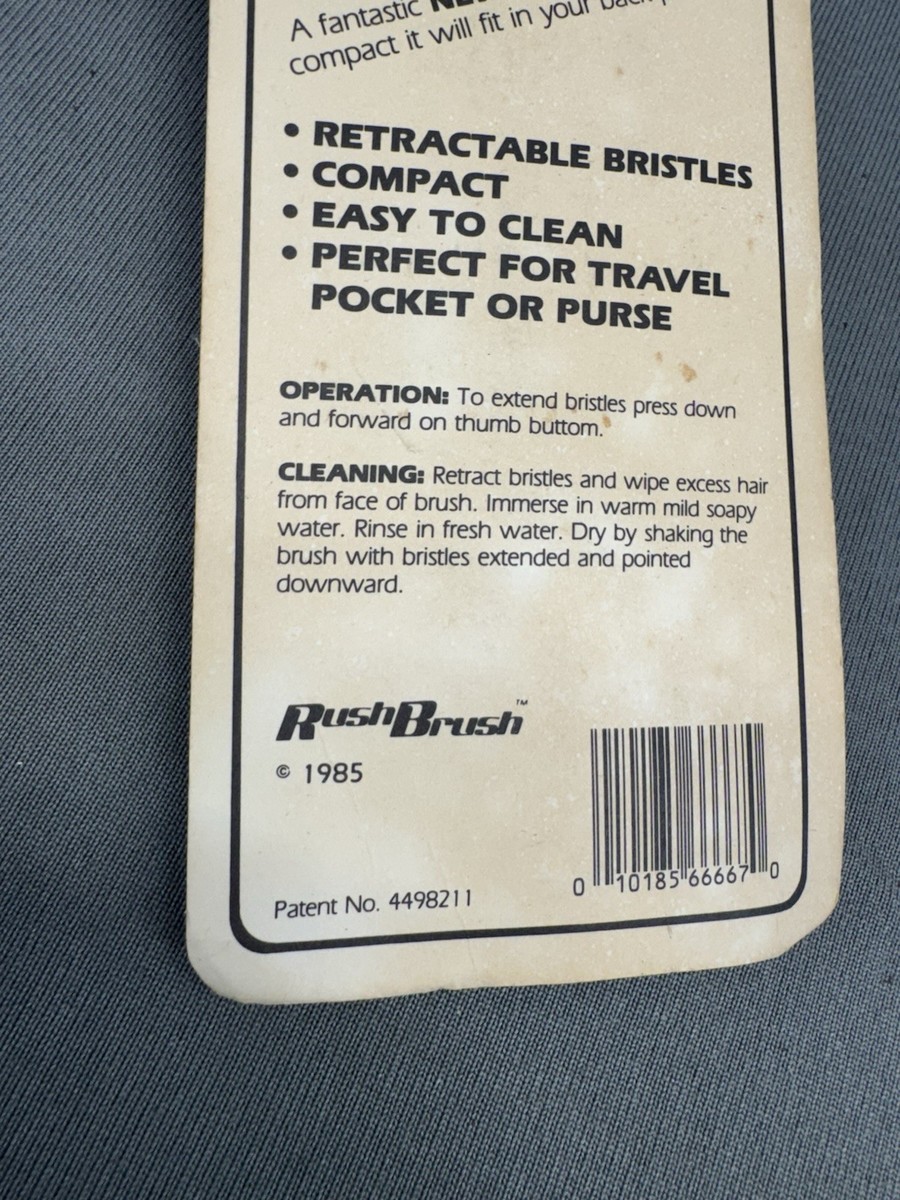 A fantastic
compact it will fit in your
• RETRACTABLE BRISTLES
• COMPACT
• EASY TO CLEAN
• PERFECT FOR TRAVEL
POCKET OR PURSE
OPERATION: To extend bristles press down
and forward on thumb buttom.
CLEANING: Retract bristles and wipe excess hair
from face of brush. Immerse in warm mild soapy
water. Rinse in fresh water. Dry by shaking the
brush with bristles extended and pointed
downward.
RushBrush™
© 1985
0 10185 66667 0
Patent No. 4498211